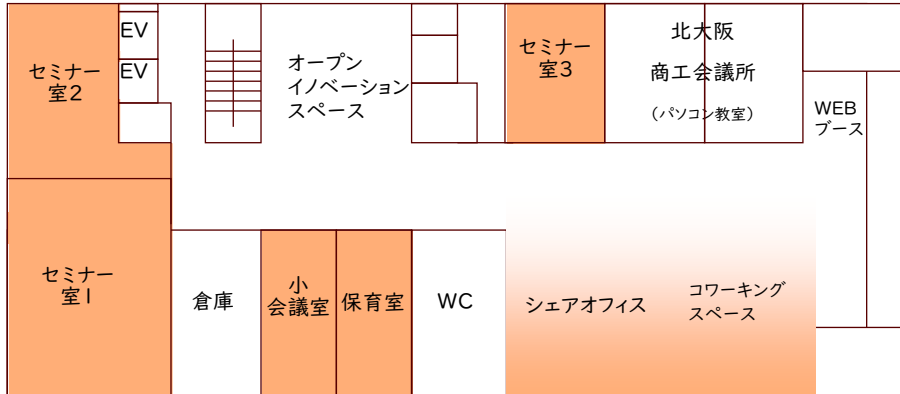 EV
EV
セミナー
室2
オープン
イノベーション
スペース
セミナー
室3
北大阪
商工会議所
(パソコン教室)
WEB
ブース
セミナー
室1
倉庫
小
会議室
保育室
WC
シェアオフィス
コワーキング
スペース